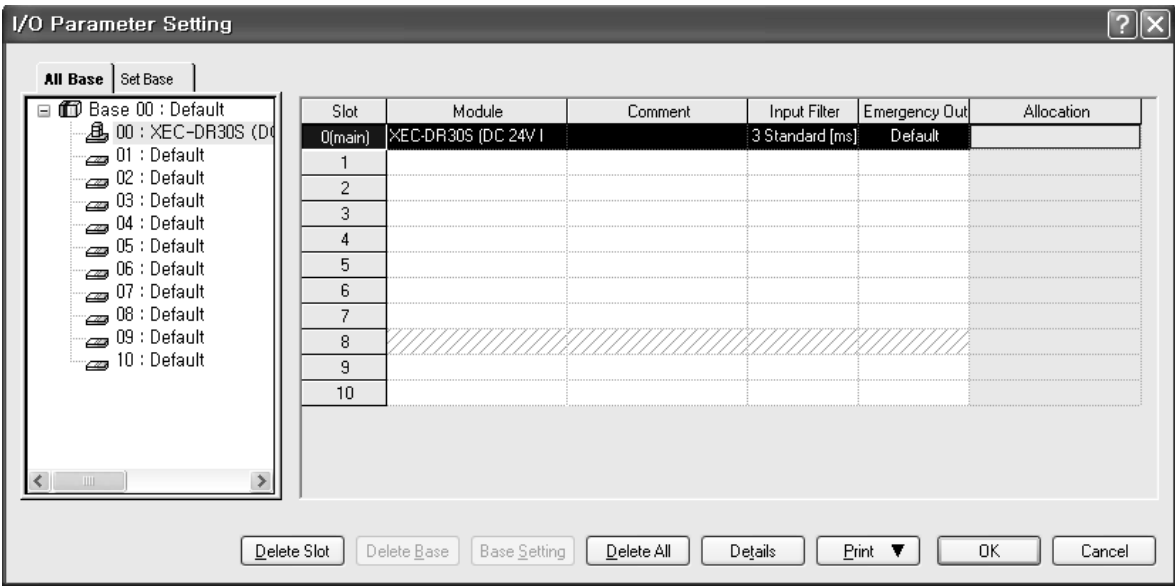 I/O Parameter Setting
All Base Set Base
Base 00 : Default
00 : XEC-DR30S (D
01 : Default
02 : Default
03 : Default
04 : Default
05 : Default
06 : Default
07 : Default
08 : Default
09 : Default
10 : Default
Slot Module Comment Input Filter Emergency Out Allocation
0(main) XEC-DR30S (DC 24V I 3 Standard [ms] Default
1
2
3
4
5
6
7
8
9
10
Delete Slot Delete Base Base Setting Delete All Details Print ▼ OK Cancel